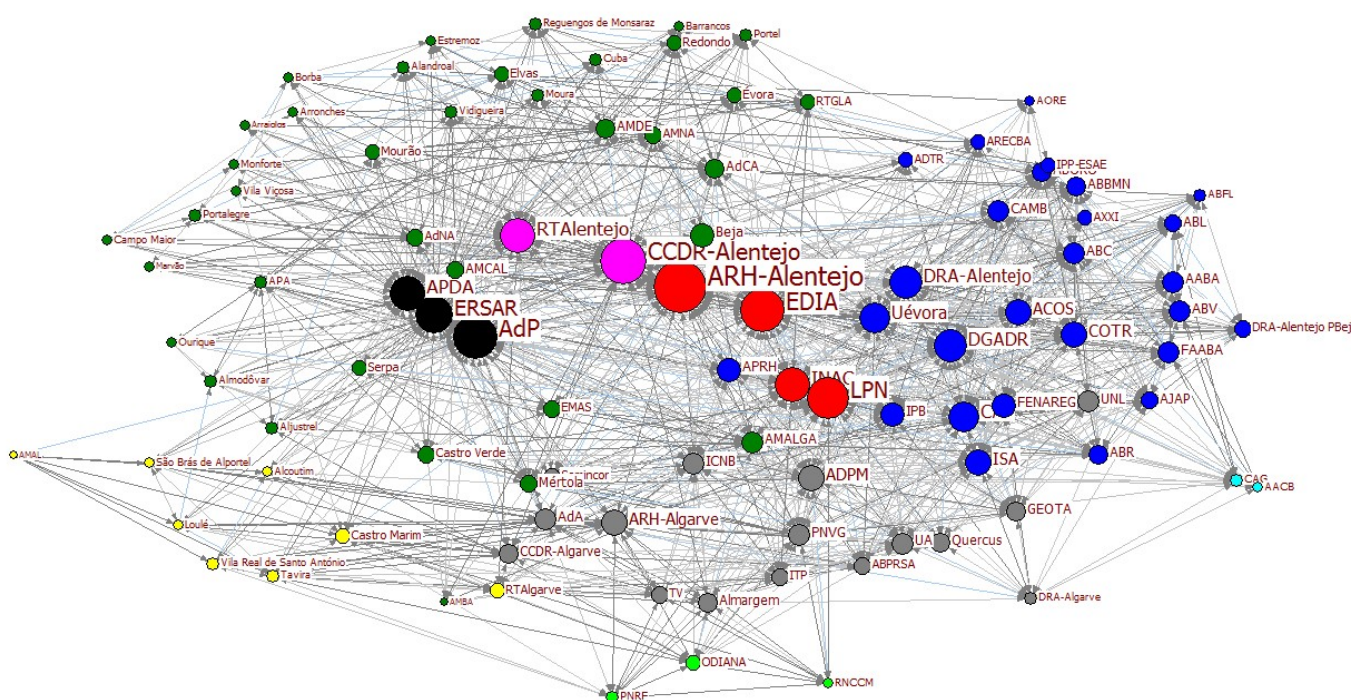 Reguengos de Monsaraz
Barrancos
Portel
Estremoz
Redondo
Cuba
Alandroal
Elvas
Borba
Moura
Évora
RTGLA
AORE
Arronches
Vidigueira
Arraiolos
AMDE
AMNA
ARECBA
Mourão
ADTR
IPP-ESAE
Monforte
AdCA
Vila Viçosa
ABBMN
ABFL
Portalegre
CAMB
AXXI
ABL
Campo Maior
AdNA
RTAlentejo
Beja
CCDR-Alentejo
ABC
Marvão
AMCAL
ARH-Alentejo
DRA-Alentejo
AABA
APA
APDA
EDIA
ERSAR
Uévora
ACOS
ABV
AdP
DRA-Alentejo PBej
COTR
Ourique
DGADR
FAABA
Serpa
APRH
Almodôvar
INAG
LPN
EMAS
IPB
FENAREG
UNL
AJAP
Aljustrel
AMALGA
Castro Verde
ABR
AMAL
São Brás de Alportel
ICNB
ISA
Alcoutim
ADPM
Mértola
CAG
AACB
GEOTA
Loulé
AdA
ARH-Algarve
Castro Marim
PNVG
UA
Quercus
CCDR-Algarve
Vila Real de Santo António
ABPRSA
Tavira
ITP
RTAlgarve
TV
AMBA
Almargem
DRA-Algarve
ODIANA
RNCCM
PNRF